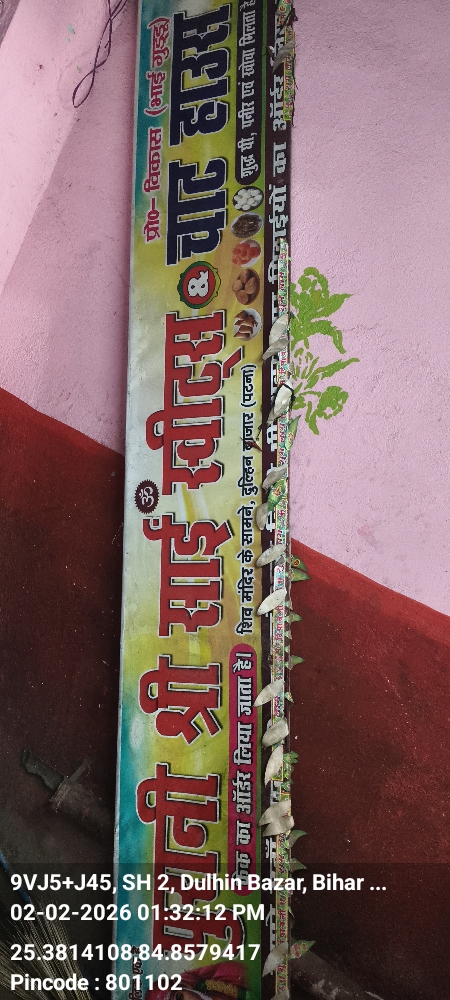 प्रो०- विकास (भाई गुड्डू)
पुरानी श्री साई स्वीट्स & चाट हाउस
ॐ
शिव मंदिर के सामने, दुल्हिन बाजार (पटना)
शुद्ध घी, पनीर एवं खोवा मिलता है
केक का ऑर्डर लिया जाता है।
मिठाईयों का ऑर्डर
9VJ5+J45, SH 2, Dulhin Bazar, Bihar ...
02-02-2026 01:32:12 PM
25.3814108,84.8579417
Pincode : 801102